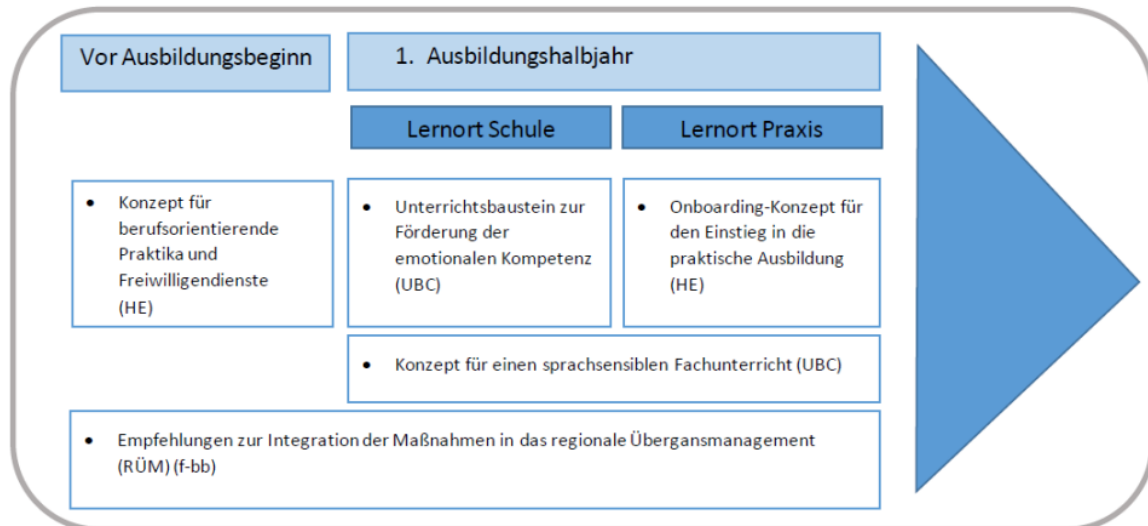 Vor Ausbildungsbeginn
1. Ausbildungshalbjahr
Lernort Schule
Lernort Praxis
• Konzept für
berufsorientierende
Praktika und
Freiwilligendienste
(HE)
• Unterrichtsbaustein zur
Förderung der
emotionalen Kompetenz
(UBC)
• Onboarding-Konzept für
den Einstieg in die
praktische Ausbildung
(HE)
• Konzept für einen sprachsensiblen Fachunterricht (UBC)
• Empfehlungen zur Integration der Maßnahmen in das regionale Übergansmanagement
(RÜM) (f-bb)